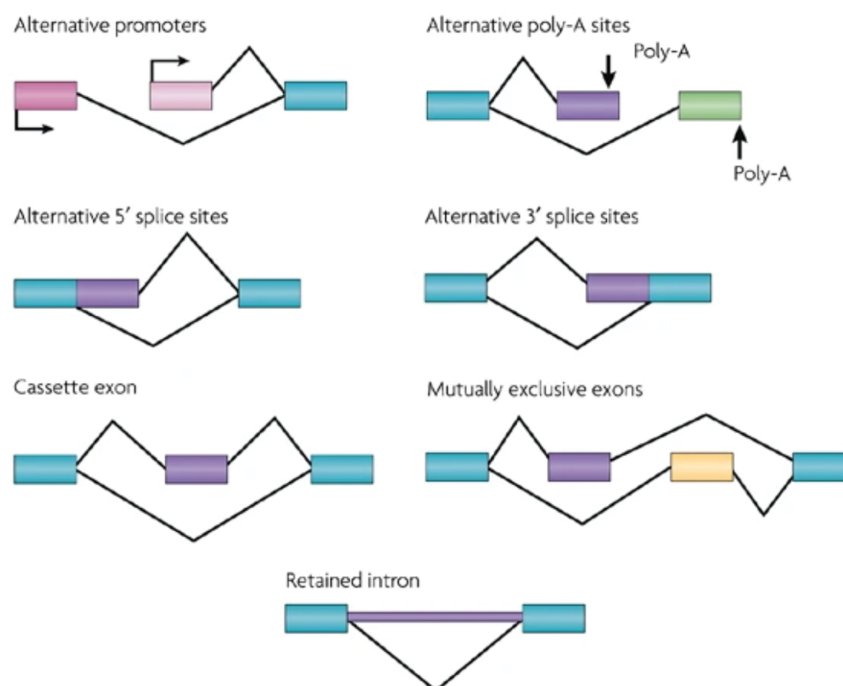 Alternative promoters
Alternative poly-A sites
Poly-A
Poly-A
Alternative 5′ splice sites
Alternative 3′ splice sites
Cassette exon
Mutually exclusive exons
Retained intron